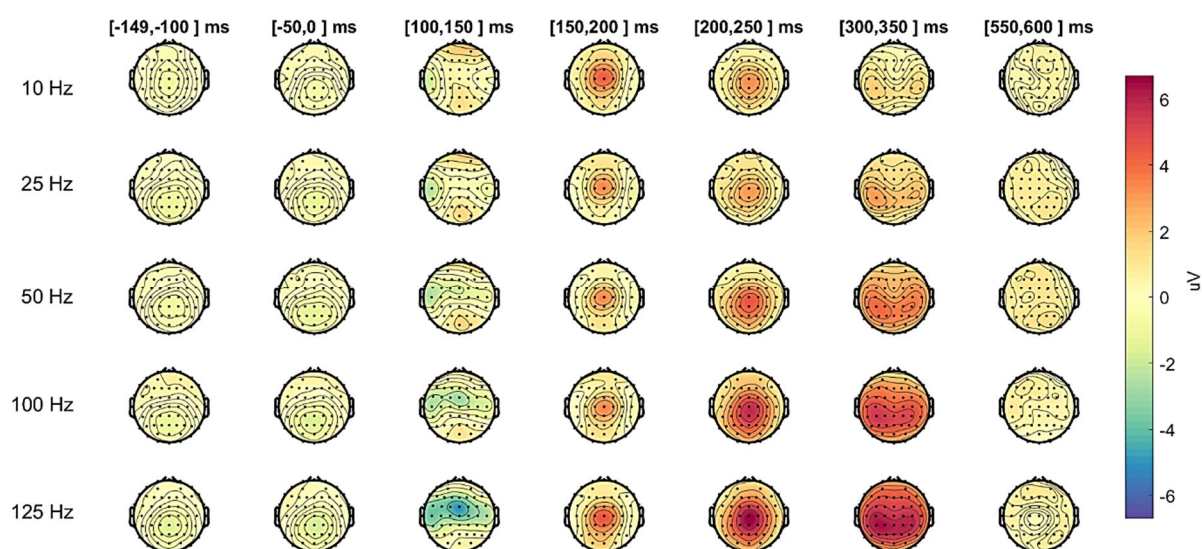 [-149,-100 ] ms [-50,0 ] ms [100,150 ] ms [150,200 ] ms [200,250 ] ms [300,350 ] ms [550,600 ] ms
10 Hz
25 Hz
50 Hz
100 Hz
125 Hz
6
4
2
0
-2
-4
-6
uV